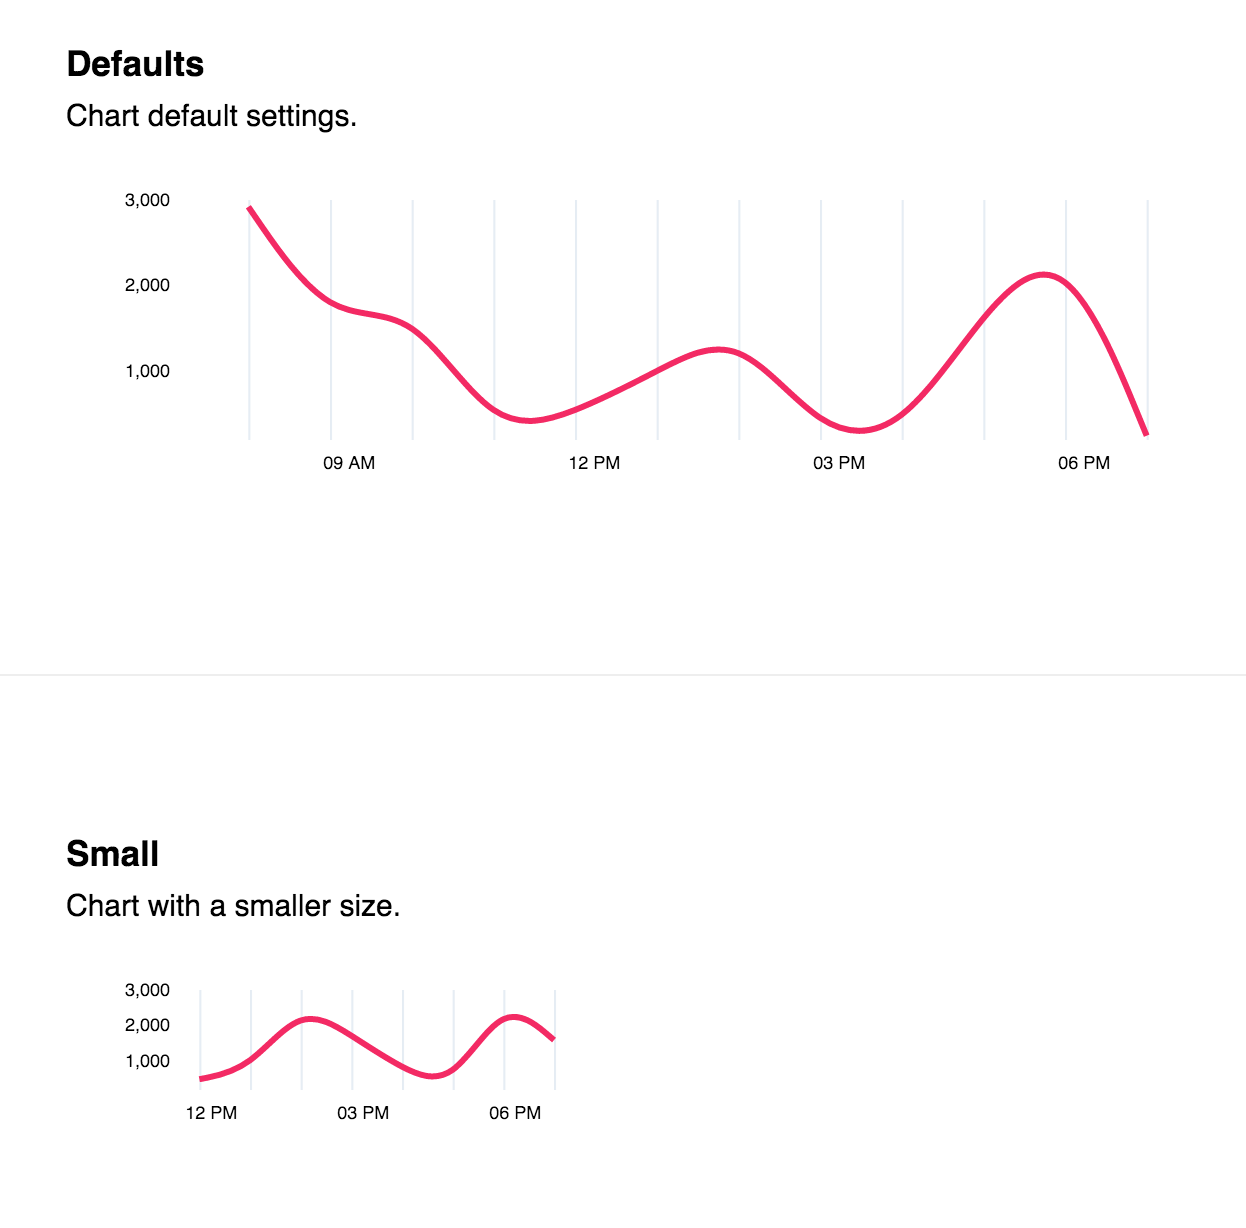 Defaults
Chart default settings.
3,000
2,000
1,000
09 AM 12 PM 03 PM 06 PM
Small
Chart with a smaller size.
3,000
2,000
1,000
12 PM 03 PM 06 PM